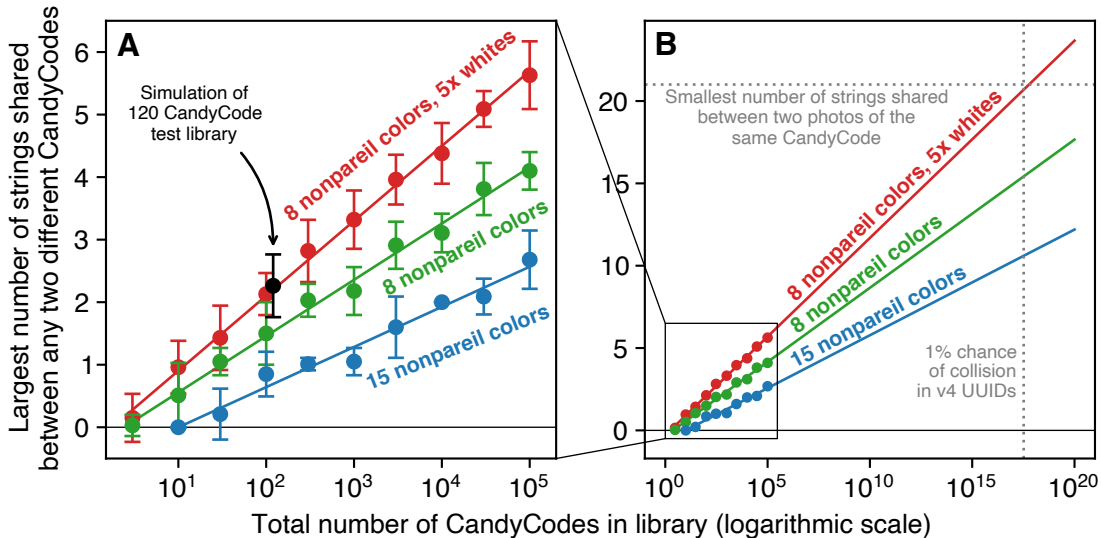 Largest number of strings shared
between any two different CandyCodes
A
6
5
4
3
2
1
0
Simulation of
120 CandyCode
test library
8 nonpareil colors, 5x whites
8 nonpareil colors
15 nonpareil colors
10¹
10²
10³
10⁴
10⁵
B
20
15
10
5
0
Smallest number of strings shared
between two photos of the
same CandyCode
8 nonpareil colors, 5x whites
8 nonpareil colors
15 nonpareil colors
1% chance
of collision
in v4 UUIDs
10⁰
10⁵
10¹⁰
10¹⁵
10²⁰
Total number of CandyCodes in library (logarithmic scale)